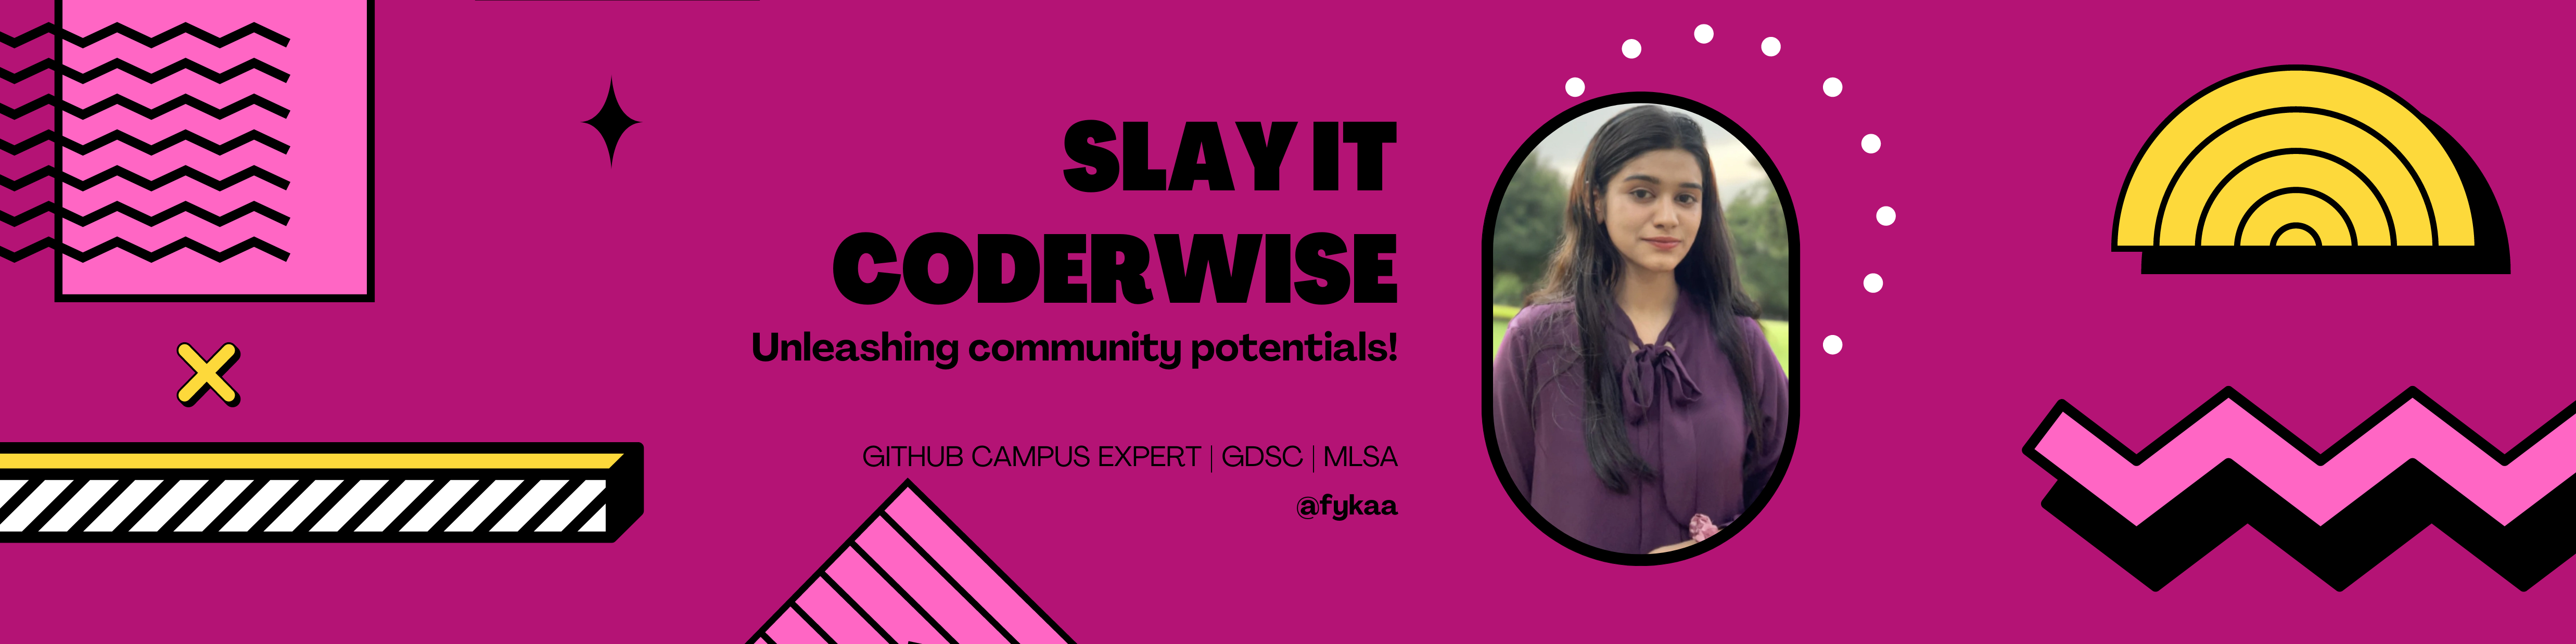 SLAY IT
CODERWISE
Unleashing community potentials!
GITHUB CAMPUS EXPERT | GDSC | MLSA
@fykaa